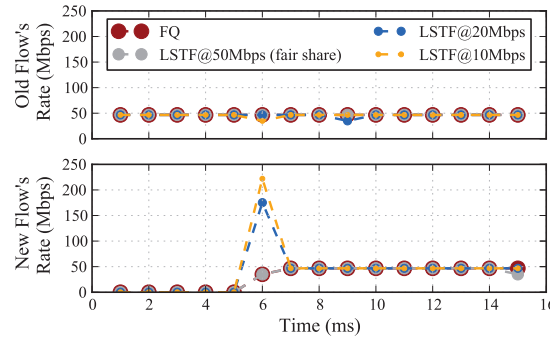 250
200
150
100
50
0
Old Flow's
Rate (Mbps)
FQ
LSTF@50Mbps (fair share)
LSTF@20Mbps
LSTF@10Mbps
250
200
150
100
50
0
New Flow's
Rate (Mbps)
0 2 4 6 8 10 12 14 16
Time (ms)